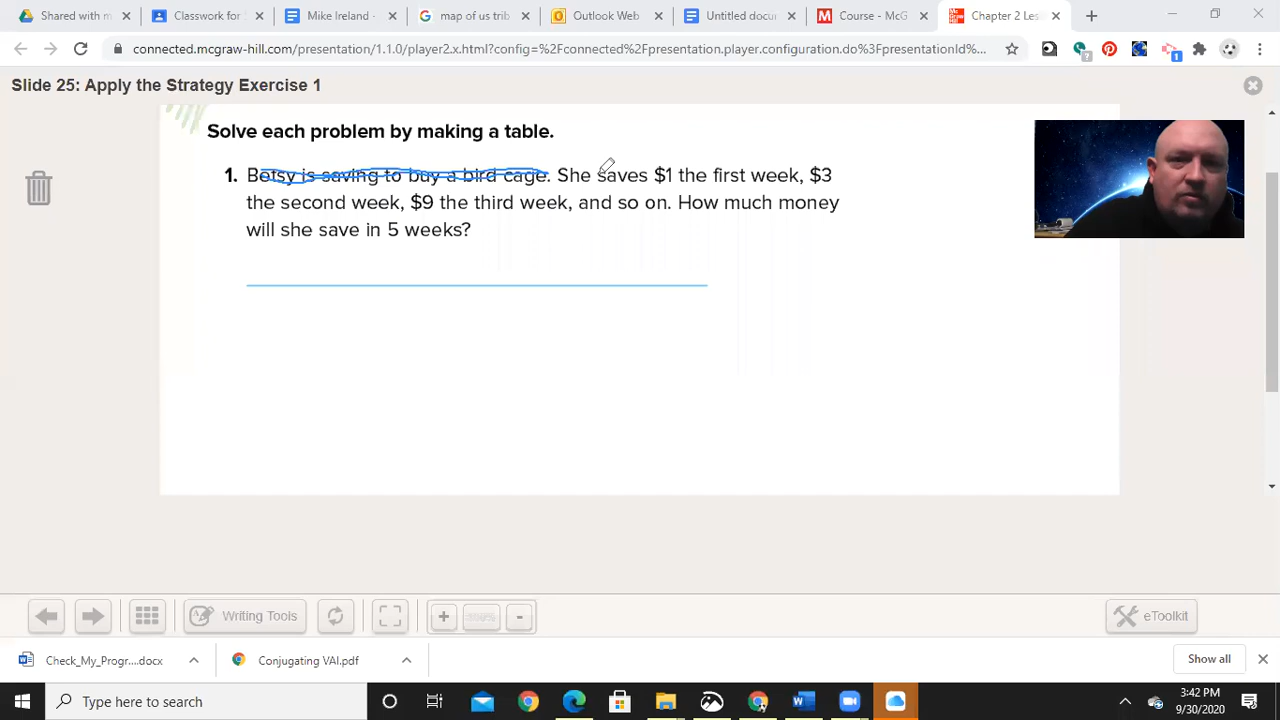 Shared with m
Classwork for
Mike Ireland -
map of us trib
Outlook Web
Untitled docu
Course - McG
Chapter 2 Less
connected.mcgraw-hill.com/presentation/1.1.0/player2.x.html?config=%2Fconnected%2Fpresentation.player.configuration.do%3FpresentationId%...
Slide 25: Apply the Strategy Exercise 1
Solve each problem by making a table.
1. Betsy is saving to buy a bird cage. She saves $1 the first week, $3
the second week, $9 the third week, and so on. How much money
will she save in 5 weeks?
Writing Tools
+
-
eToolkit
Check_My_Progr....docx
Conjugating VAI.pdf
Show all
Type here to search
3:42 PM
9/30/2020